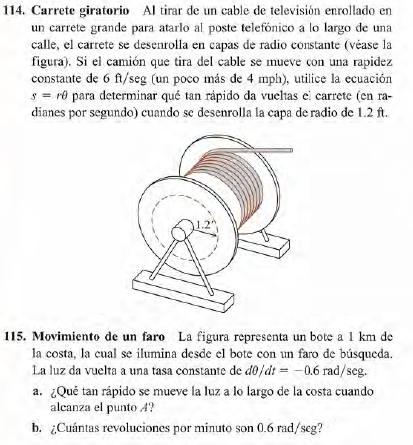 114. Carrete giratorio Al tirar de un cable de televisión enrollado en
un carrete grande para atarlo al poste telefónico a lo largo de una
calle, el carrete se desenrolla en capas de radio constante (véase la
figura). Si el camión que tira del cable se mueve con una rapidez
constante de 6 ft/seg (un poco más de 4 mph), utilice la ecuación
s = rθ para determinar qué tan rápido da vueltas el carrete (en ra-
dianes por segundo) cuando se desenrolla la capa de radio de 1.2 ft.
1.2'
115. Movimiento de un faro La figura representa un bote a 1 km de
la costa, la cual se ilumina desde el bote con un faro de búsqueda.
La luz da vuelta a una tasa constante de dθ/dt = −0.6 rad/seg.
a. ¿Qué tan rápido se mueve la luz a lo largo de la costa cuando
alcanza el punto A?
b. ¿Cuántas revoluciones por minuto son 0.6 rad/seg?